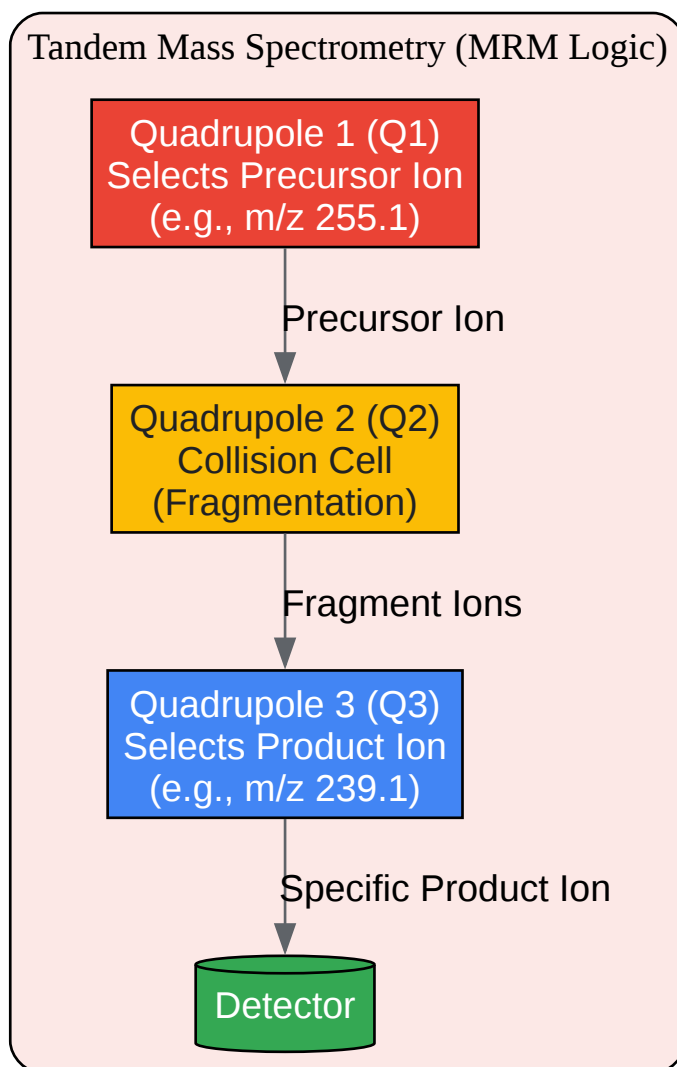 Tandem Mass Spectrometry (MRM Logic)
Quadrupole 1 (Q1)
Selects Precursor Ion
(e.g., m/z 255.1)
Precursor Ion
Quadrupole 2 (Q2)
Collision Cell
(Fragmentation)
Fragment Ions
Quadrupole 3 (Q3)
Selects Product Ion
(e.g., m/z 239.1)
Specific Product Ion
Detector